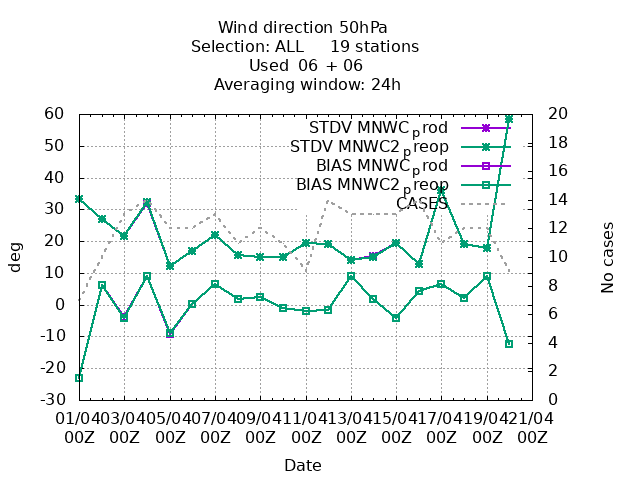 Wind direction 50hPa
Selection: ALL 19 stations
Used 06 + 06
Averaging window: 24h
60
50
40
30
20
10
0
-10
-20
-30
deg
20
18
16
14
12
10
8
6
4
2
0
No cases
STDV MNWCprod
STDV MNWC2preop
BIAS MNWCprod
BIAS MNWC2preop
CASES
01/04 03/04 05/04 07/04 09/04 11/04 13/04 15/04 17/04 19/04 21/04
00Z 00Z 00Z 00Z 00Z 00Z 00Z 00Z 00Z 00Z 00Z
Date